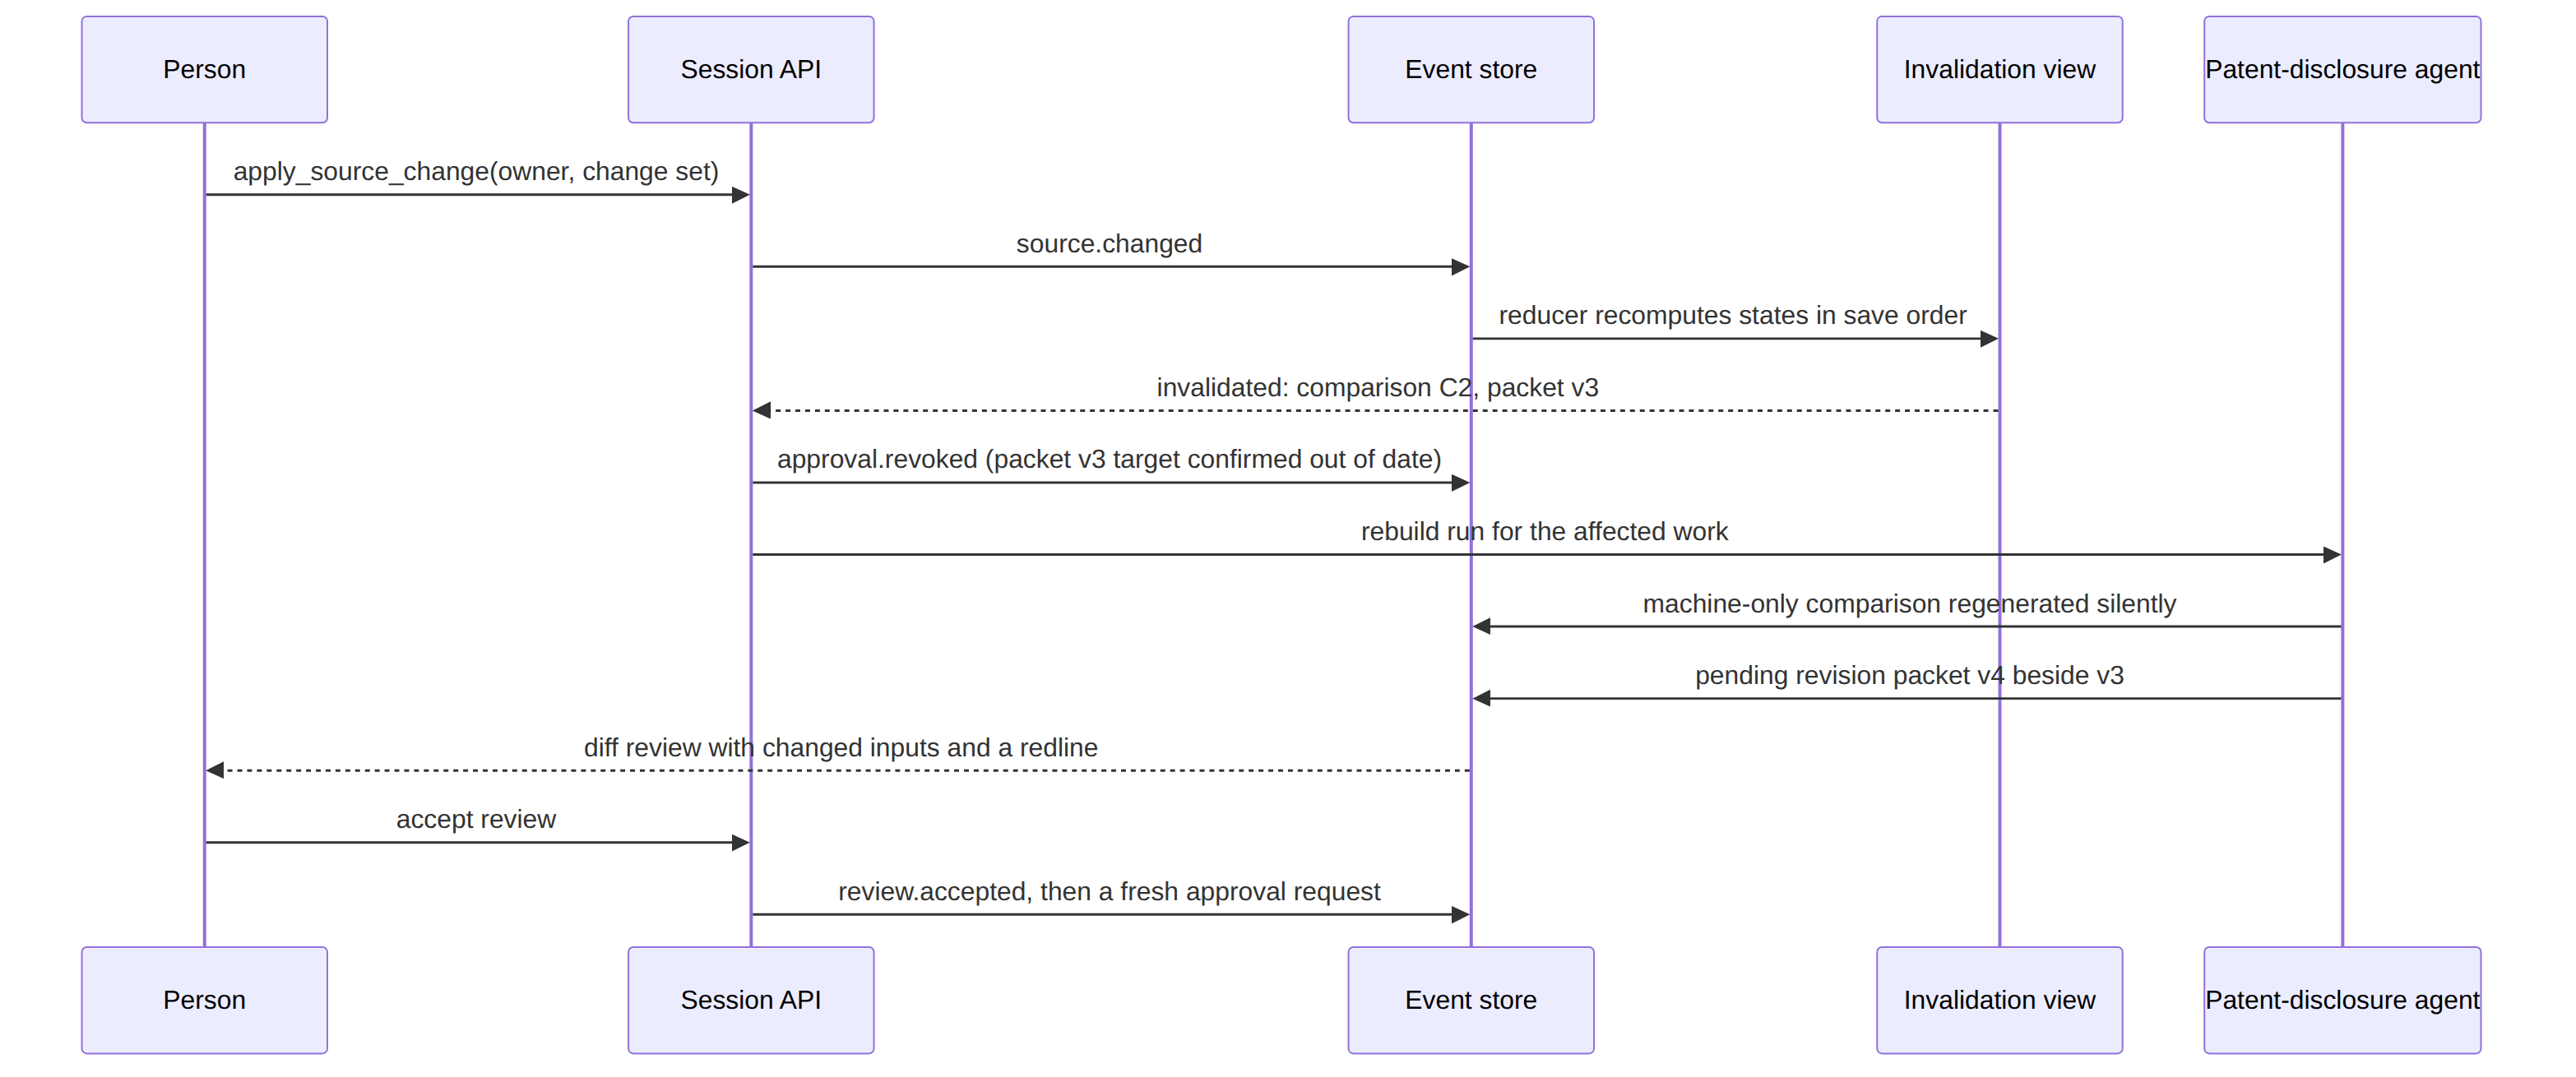 Person
Session API
Event store
Invalidation view
Patent-disclosure agent
apply_source_change(owner, change set)
source.changed
reducer recomputes states in save order
invalidated: comparison C2, packet v3
approval.revoked (packet v3 target confirmed out of date)
rebuild run for the affected work
machine-only comparison regenerated silently
pending revision packet v4 beside v3
diff review with changed inputs and a redline
accept review
review.accepted, then a fresh approval request
Person
Session API
Event store
Invalidation view
Patent-disclosure agent